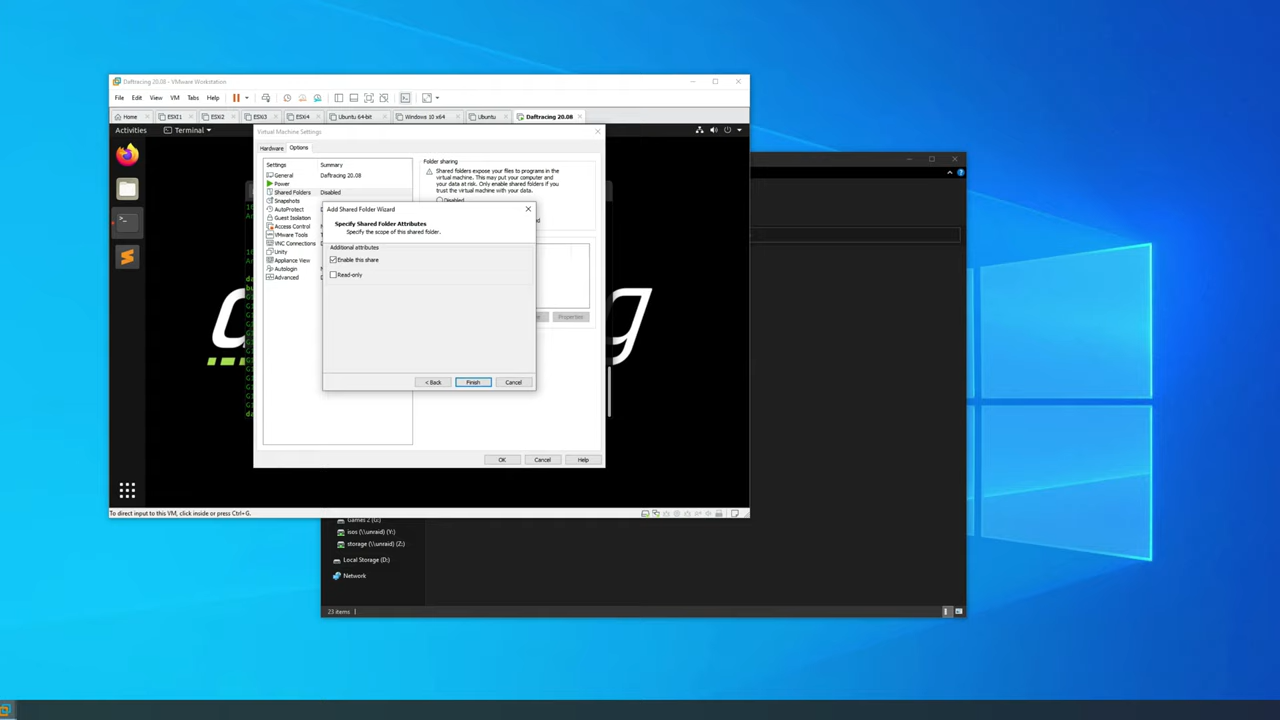 Daftracing 20.08 - VMware Workstation
File Edit View VM Tabs Help
Home ESXi1 ESXi2 ESXi3 ESXi4 Ubuntu 64-bit Windows 10 x64 Ubuntu Daftracing 20.08
Activities Terminal
Virtual Machine Settings
Hardware Options
Settings Summary
General Daftracing 20.08
Power
Shared Folders Disabled
Snapshots
AutoProtect
Guest Isolation
Access Control
VMware Tools
VNC Connections
Unity
Appliance View
Autologin
Advanced
Folder sharing
Shared folders expose your files to programs in the
virtual machine. This may put your computer and
your data at risk. Only enable shared folders if you
trust the virtual machine with your data.
Disabled
Add Shared Folder Wizard
Specify Shared Folder Attributes
Specify the scope of this shared folder.
Additional attributes
Enable this share
Read-only
Properties
< Back Finish Cancel
OK Cancel Help
To direct input to this VM, click inside or press Ctrl+G.
Games 2 (G:)
isos (\\unraid) (Y:)
storage (\\unraid) (Z:)
Local Storage (D:)
Network
23 items